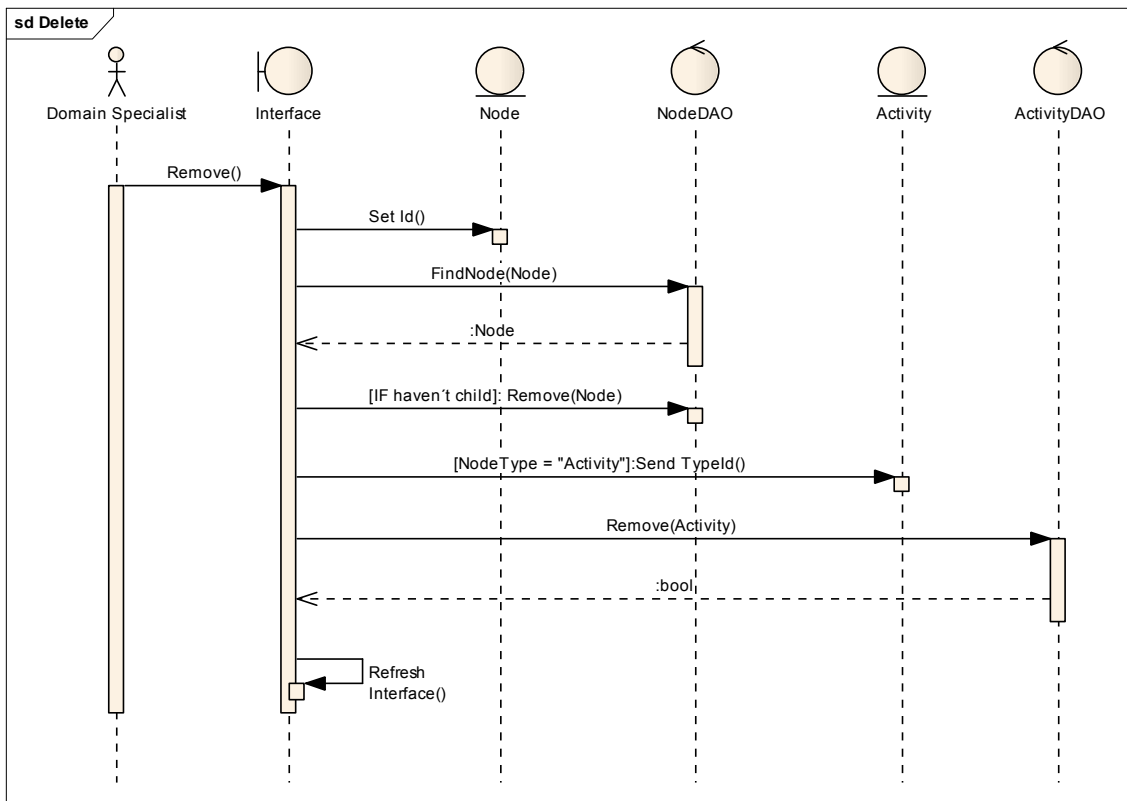 sd Delete
Domain Specialist
Interface
Node
NodeDAO
Activity
ActivityDAO
Remove()
Set Id()
FindNode(Node)
:Node
[IF haven´t child]: Remove(Node)
[NodeType = "Activity"]:Send TypeId()
Remove(Activity)
:bool
Refresh
Interface()